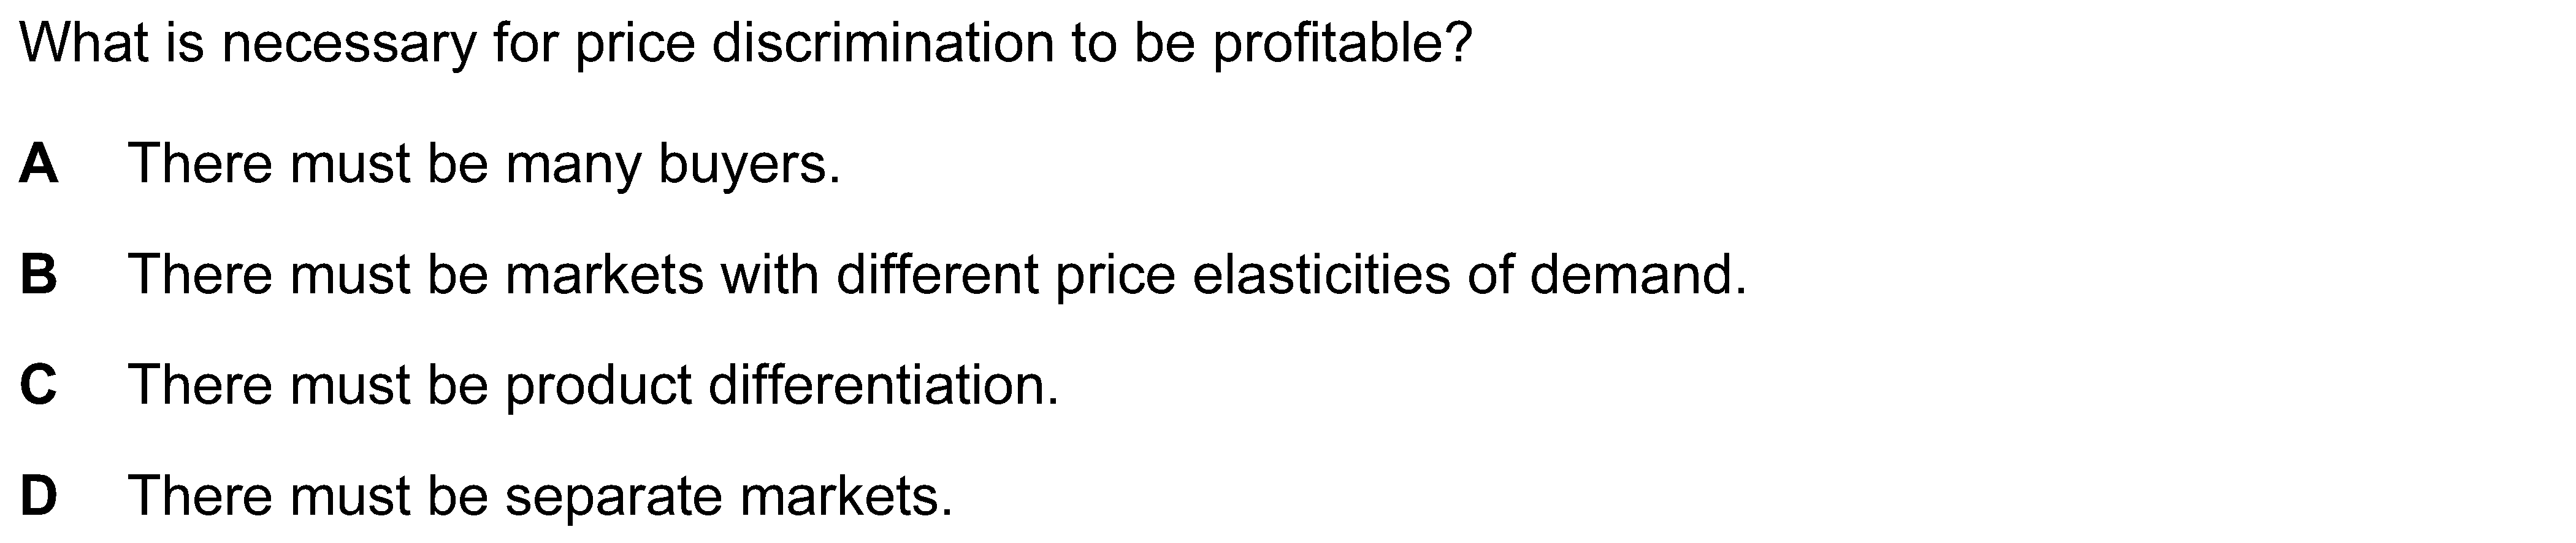 What is necessary for price discrimination to be profitable?
A There must be many buyers.
B There must be markets with different price elasticities of demand.
C There must be product differentiation.
D There must be separate markets.